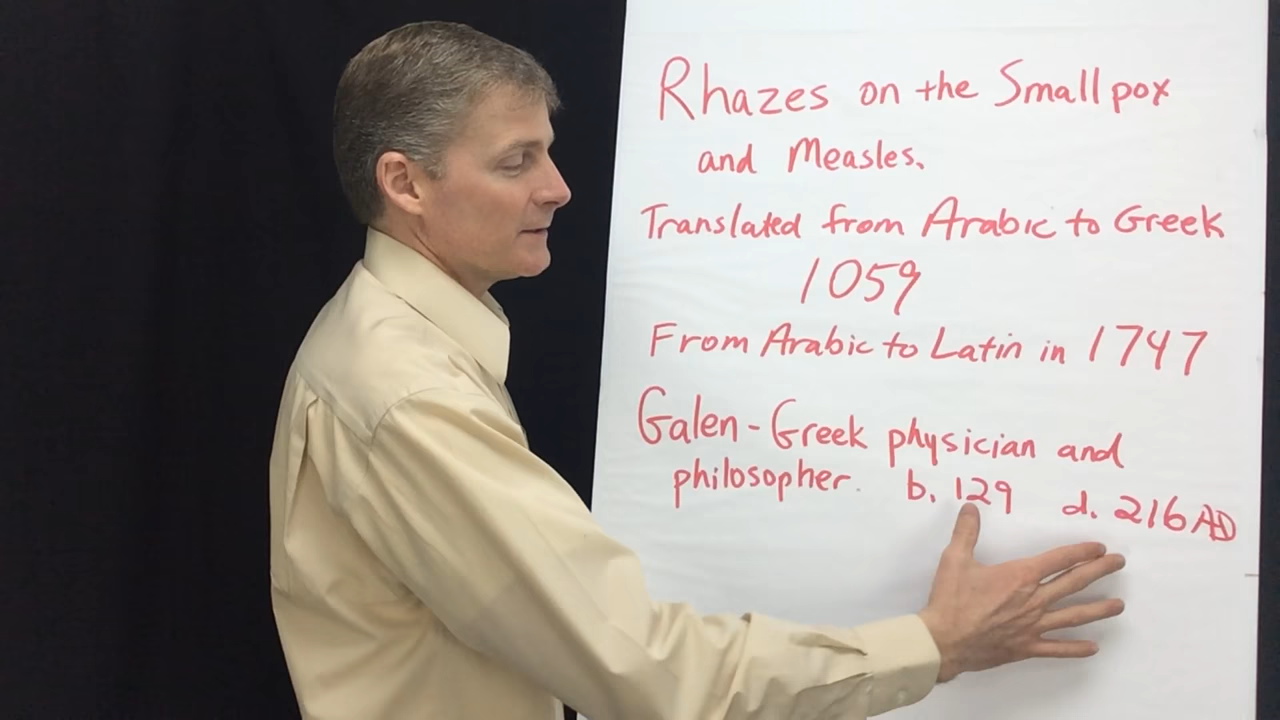 Rhazes on the Smallpox
and Measles.
Translated from Arabic to Greek
1059
From Arabic to Latin in 1747
Galen - Greek physician and
philosopher. b. 129 d. 216 AD